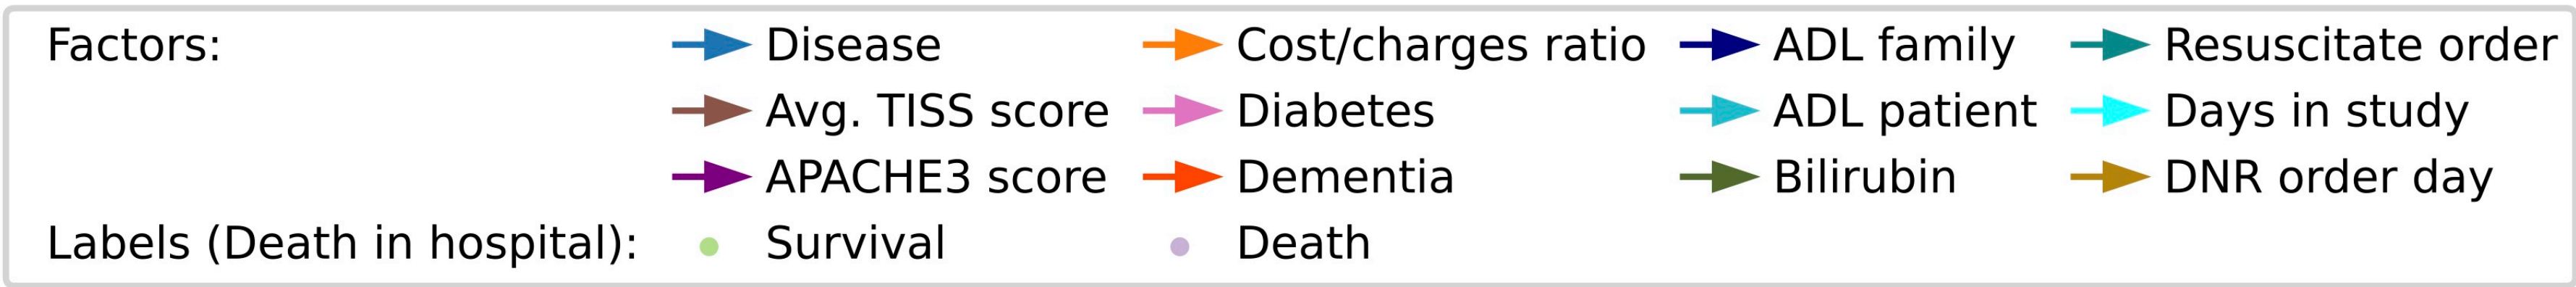 Factors: Disease Cost/charges ratio ADL family Resuscitate order
Avg. TISS score Diabetes ADL patient Days in study
APACHE3 score Dementia Bilirubin DNR order day
Labels (Death in hospital): Survival Death